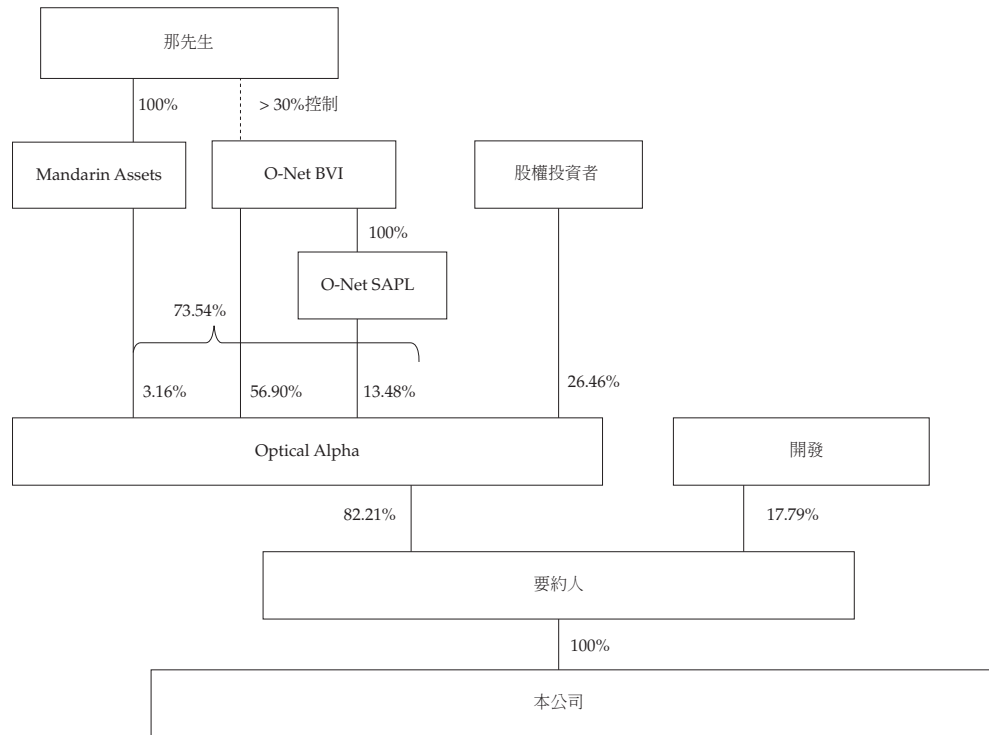 那先生
100%
> 30%控制
Mandarin Assets
O-Net BVI
股權投資者
100%
O-Net SAPL
73.54%
3.16%
56.90%
13.48%
26.46%
Optical Alpha
開發
82.21%
17.79%
要約人
100%
本公司